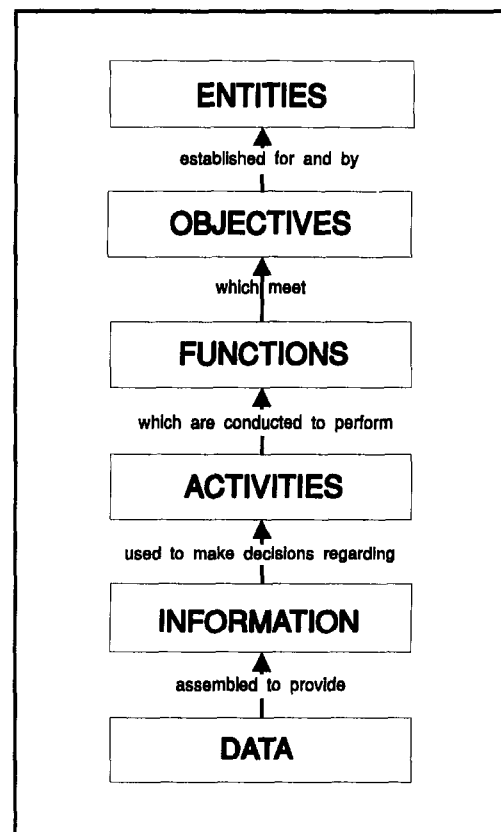 ENTITIES
established for and by
OBJECTIVES
which meet
FUNCTIONS
which are conducted to perform
ACTIVITIES
used to make decisions regarding
INFORMATION
assembled to provide
DATA